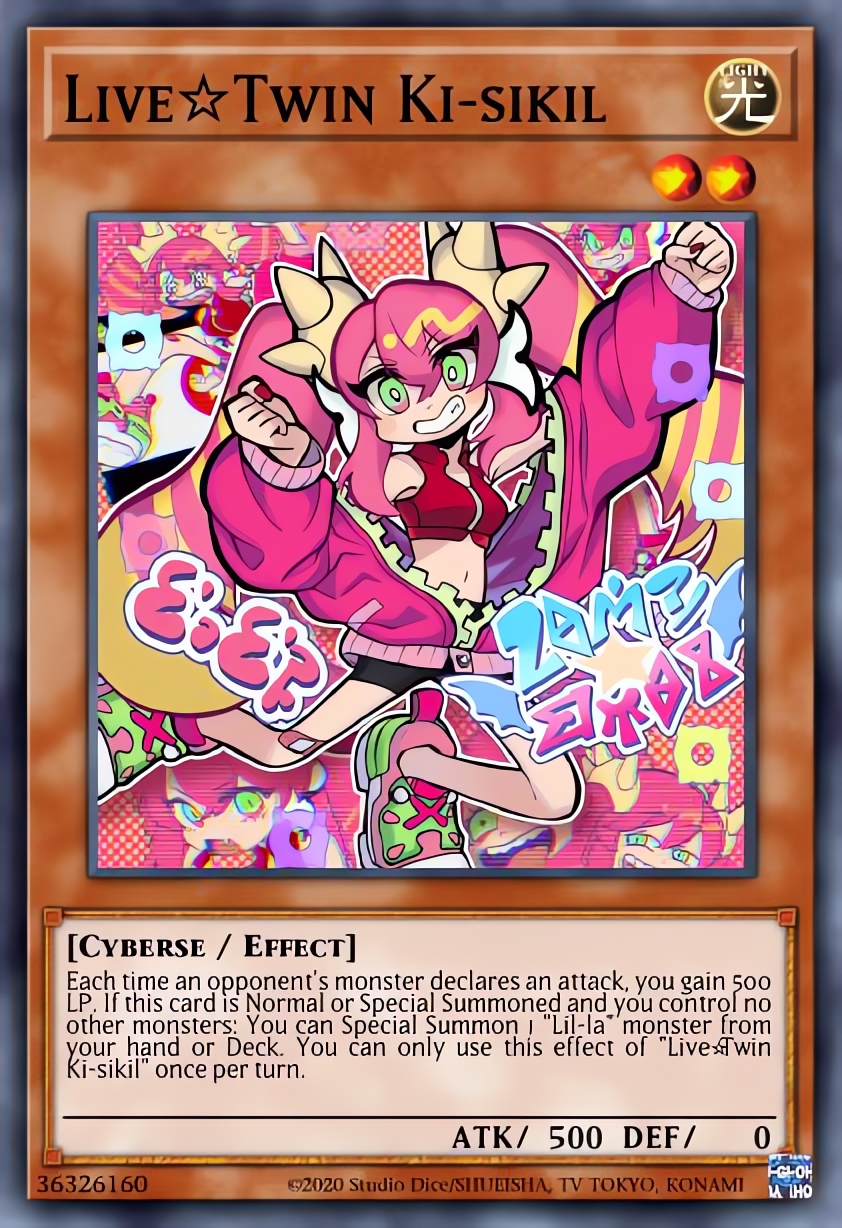 Live☆Twin Ki-sikil
光
[Cyberse / Effect]
Each time an opponent's monster declares an attack, you gain 500
LP. If this card is Normal or Special Summoned and you control no
other monsters: You can Special Summon 1 "Lil-la" monster from
your hand or Deck. You can only use this effect of "Live☆Twin
Ki-sikil" once per turn.
ATK/ 500 DEF/ 0
36326160
©2020 Studio Dice/SHUEISHA, TV TOKYO, KONAMI